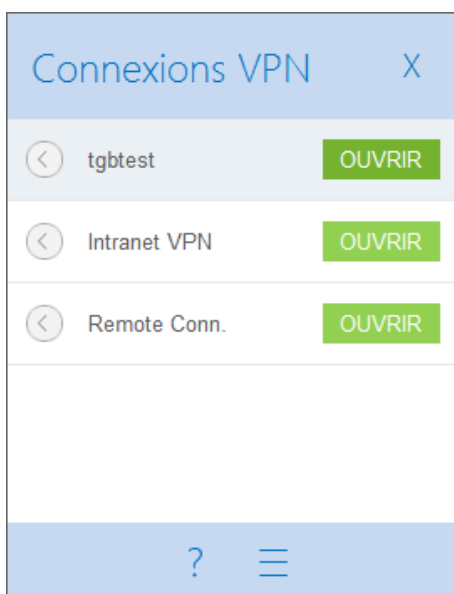 Connexions VPN X
tgbtest OUVRIR
Intranet VPN OUVRIR
Remote Conn. OUVRIR
?